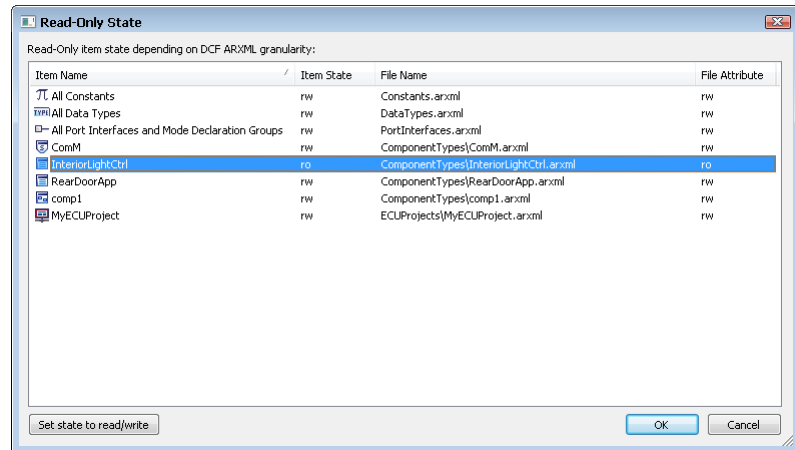 Read-Only State
Read-Only item state depending on DCF ARXML granularity:
Item Name / Item State File Name File Attribute
π All Constants rw Constants.arxml rw
TYPE All Data Types rw DataTypes.arxml rw
All Port Interfaces and Mode Declaration Groups rw PortInterfaces.arxml rw
ComM rw ComponentTypes\ComM.arxml rw
InteriorLightCtrl ro ComponentTypes\InteriorLightCtrl.arxml ro
RearDoorApp rw ComponentTypes\RearDoorApp.arxml rw
comp1 rw ComponentTypes\comp1.arxml rw
MyECUProject rw ECUProjects\MyECUProject.arxml rw
Set state to read/write OK Cancel